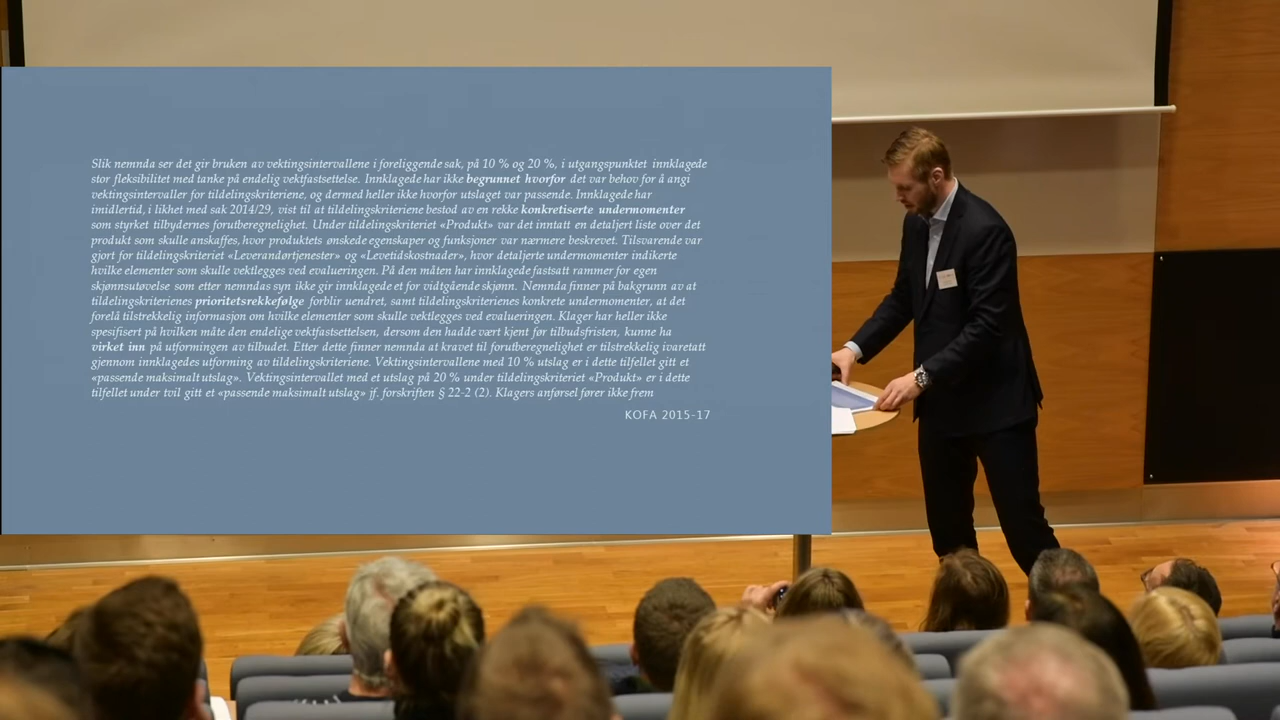 Slik nemnda ser det gir bruken av vektingsintervallene i foreliggende sak, på 10 % og 20 %, i utgangspunktet innklagede
stor fleksibilitet med tanke på endelig vektfastsettelse. Innklagede har ikke begrunnet hvorfor det var behov for å angi
vektingsintervaller for tildelingskriteriene, og dermed heller ikke hvorfor utslaget var passende. Innklagede har
imidlertid, i likhet med sak 2014/29, vist til at tildelingskriteriene bestod av en rekke konkretiserte undermomenter
som styrket tilbydernes forutberegnelighet. Under tildelingskriteriet «Produkt» var det inntatt en detaljert liste over det
produkt som skulle anskaffes, hvor produktets ønskede egenskaper og funksjoner var nærmere beskrevet. Tilsvarende var
gjort for tildelingskriteriet «Leverandørtjenester» og «Levetidskostnader», hvor detaljerte undermomenter indikerte
hvilke elementer som skulle vektlegges ved evalueringen. På den måten har innklagede fastsatt rammer for egen
skjønnsutøvelse som etter nemndas syn ikke gir innklagede et for vidtgående skjønn. Nemnda finner på bakgrunn av at
tildelingskriterienes prioritetsrekkefølge forblir uendret, samt tildelingskriterienes konkrete undermomenter, at det
forelå tilstrekkelig informasjon om hvilke elementer som skulle vektlegges ved evalueringen. Klager har heller ikke
spesifisert på hvilken måte den endelige vektfastsettelsen, dersom den hadde vært kjent før tilbudsfristen, kunne ha
virket inn på utformingen av tilbudet. Etter dette finner nemnda at kravet til forutberegnelighet er tilstrekkelig ivaretatt
gjennom innklagedes utforming av tildelingskriteriene. Vektingsintervallene med 10 % utslag er i dette tilfellet gitt et
«passende maksimalt utslag». Vektingsintervallet med et utslag på 20 % under tildelingskriteriet «Produkt» er i dette
tilfellet under tvil gitt et «passende maksimalt utslag» jf. forskriften § 22-2 (2). Klagers anførsel fører ikke frem
KOFA 2015-17